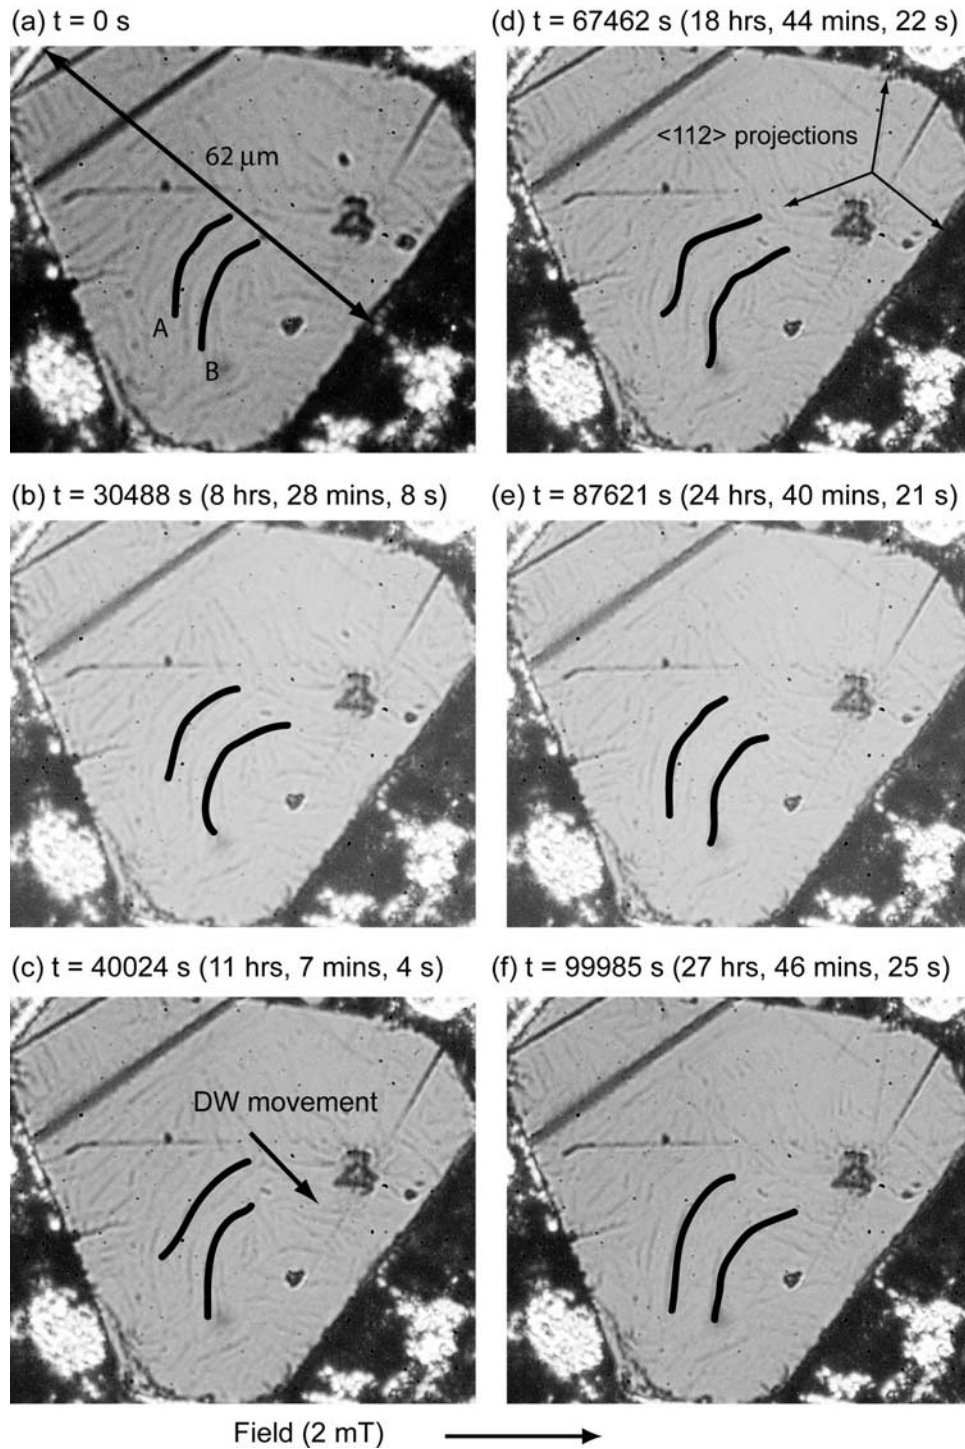 (a) t = 0 s
62 μm
A
B
(b) t = 30488 s (8 hrs, 28 mins, 8 s)
(c) t = 40024 s (11 hrs, 7 mins, 4 s)
DW movement
(d) t = 67462 s (18 hrs, 44 mins, 22 s)
<112> projections
(e) t = 87621 s (24 hrs, 40 mins, 21 s)
(f) t = 99985 s (27 hrs, 46 mins, 25 s)
Field (2 mT)